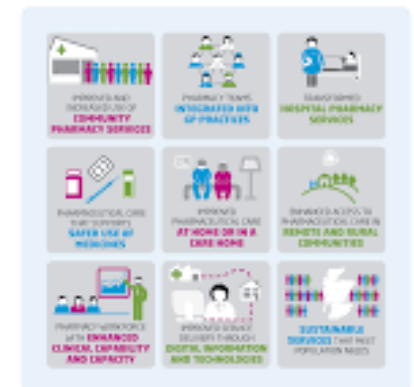 IMPROVED AND
INCREASED USE OF
COMMUNITY
PHARMACY SERVICES
PHARMACY TEAMS
INTEGRATED INTO
GP PRACTICES
TRANSFORMED
HOSPITAL PHARMACY
SERVICES
PHARMACEUTICAL CARE
THAT SUPPORTS
SAFER USE OF
MEDICINES
IMPROVED
PHARMACEUTICAL CARE
AT HOME OR IN A
CARE HOME
ENHANCED ACCESS TO
PHARMACEUTICAL CARE IN
REMOTE AND RURAL
COMMUNITIES
PHARMACY WORKFORCE
WITH ENHANCED
CLINICAL CAPABILITY
AND CAPACITY
IMPROVED SERVICE
DELIVERY THROUGH
DIGITAL INFORMATION
AND TECHNOLOGIES
SUSTAINABLE
SERVICES THAT MEET
POPULATION NEEDS